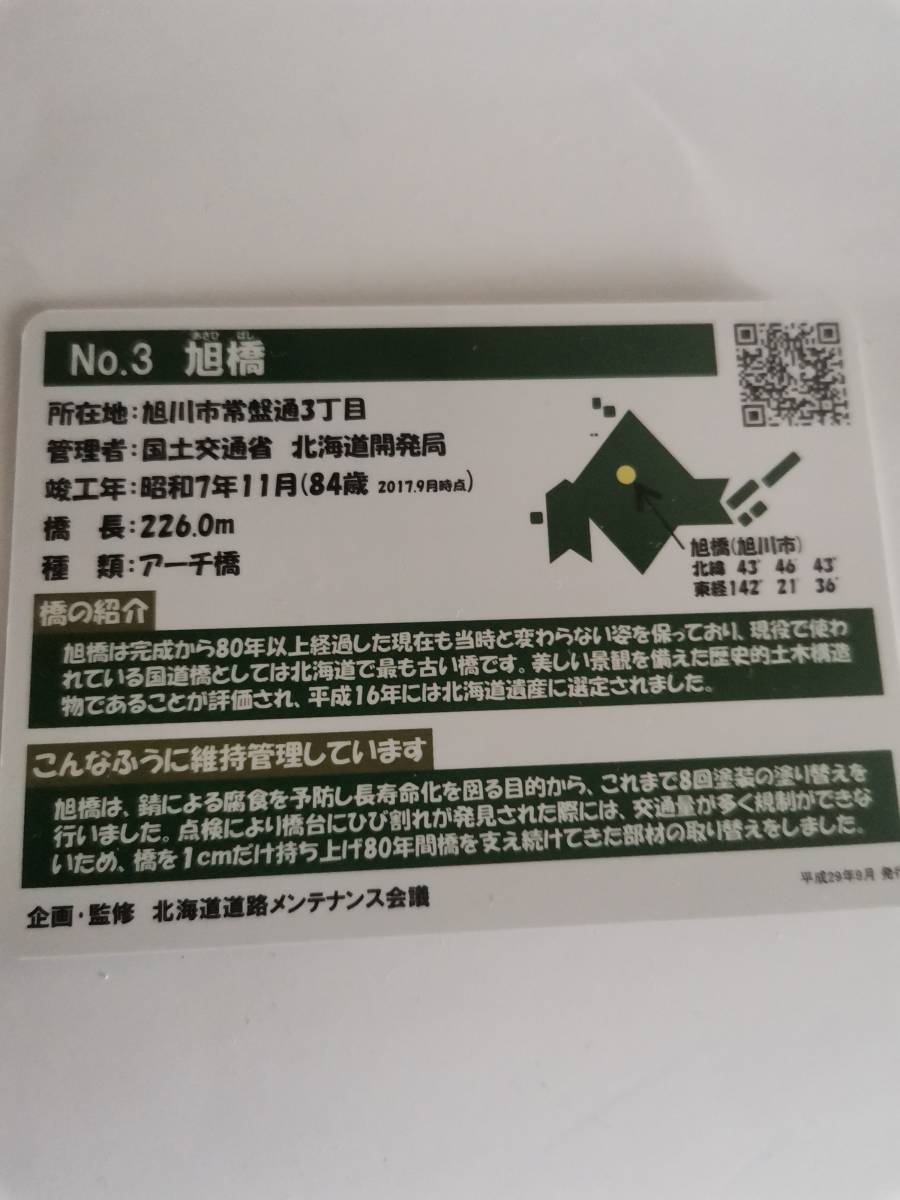 あさひ ばし
No.3 旭橋
所在地:旭川市常盤通3丁目
管理者:国土交通省 北海道開発局
竣工年:昭和7年11月(84歳 2017.9月時点)
橋 長:226.0m
種 類:アーチ橋
旭橋(旭川市)
北緯 43° 46′ 43″
東経142° 21′ 36″
橋の紹介
旭橋は完成から80年以上経過した現在も当時と変わらない姿を保っており、現役で使わ
れている国道橋としては北海道で最も古い橋です。美しい景観を備えた歴史的土木構造
物であることが評価され、平成16年には北海道遺産に選定されました。
こんなふうに維持管理しています
旭橋は、錆による腐食を予防し長寿命化を図る目的から、これまで8回塗装の塗り替えを
行いました。点検により橋台にひび割れが発見された際には、交通量が多く規制ができな
いため、橋を1cmだけ持ち上げ80年間橋を支え続けてきた部材の取り替えをしました。
平成29年9月 発行
企画・監修 北海道道路メンテナンス会議